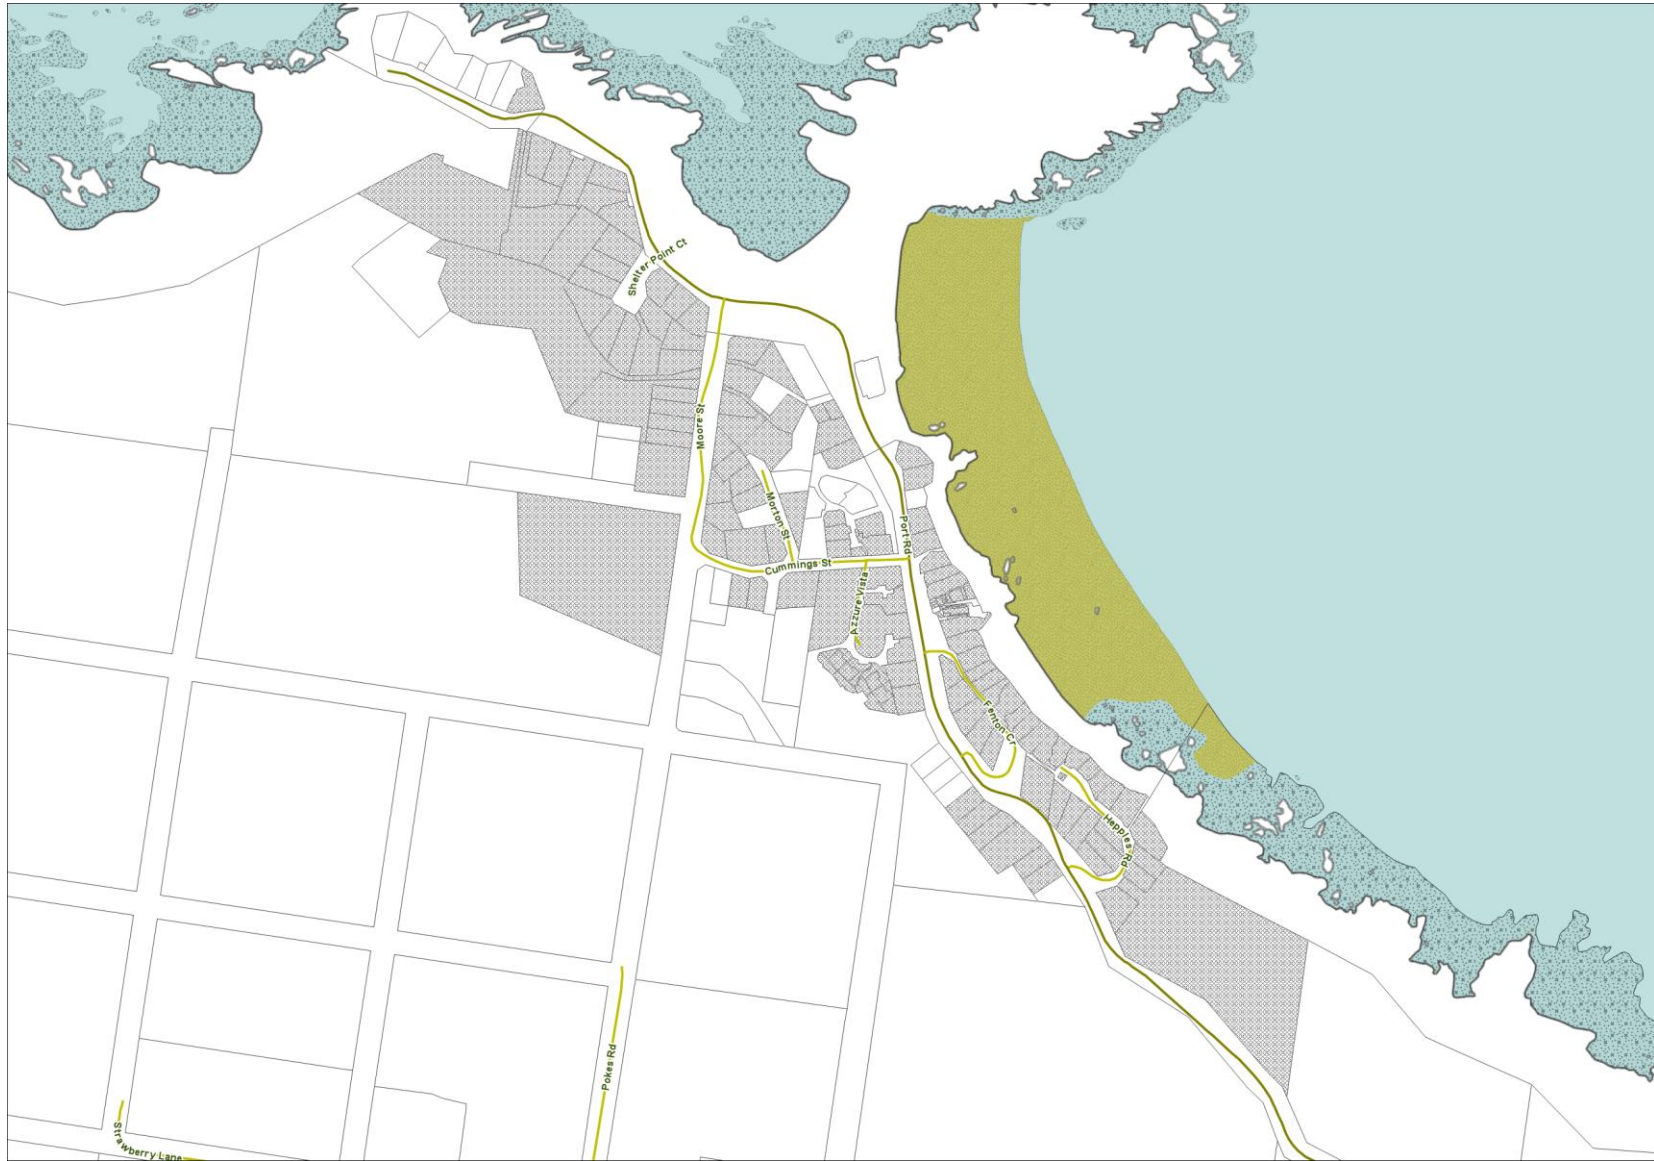 Shelter Point Ct
Moore St
Morton St
Port Rd
Cummings St
Azzure Vista
Fenton Cr
Hepples Rd
Pokes Rd
Strawberry Lane